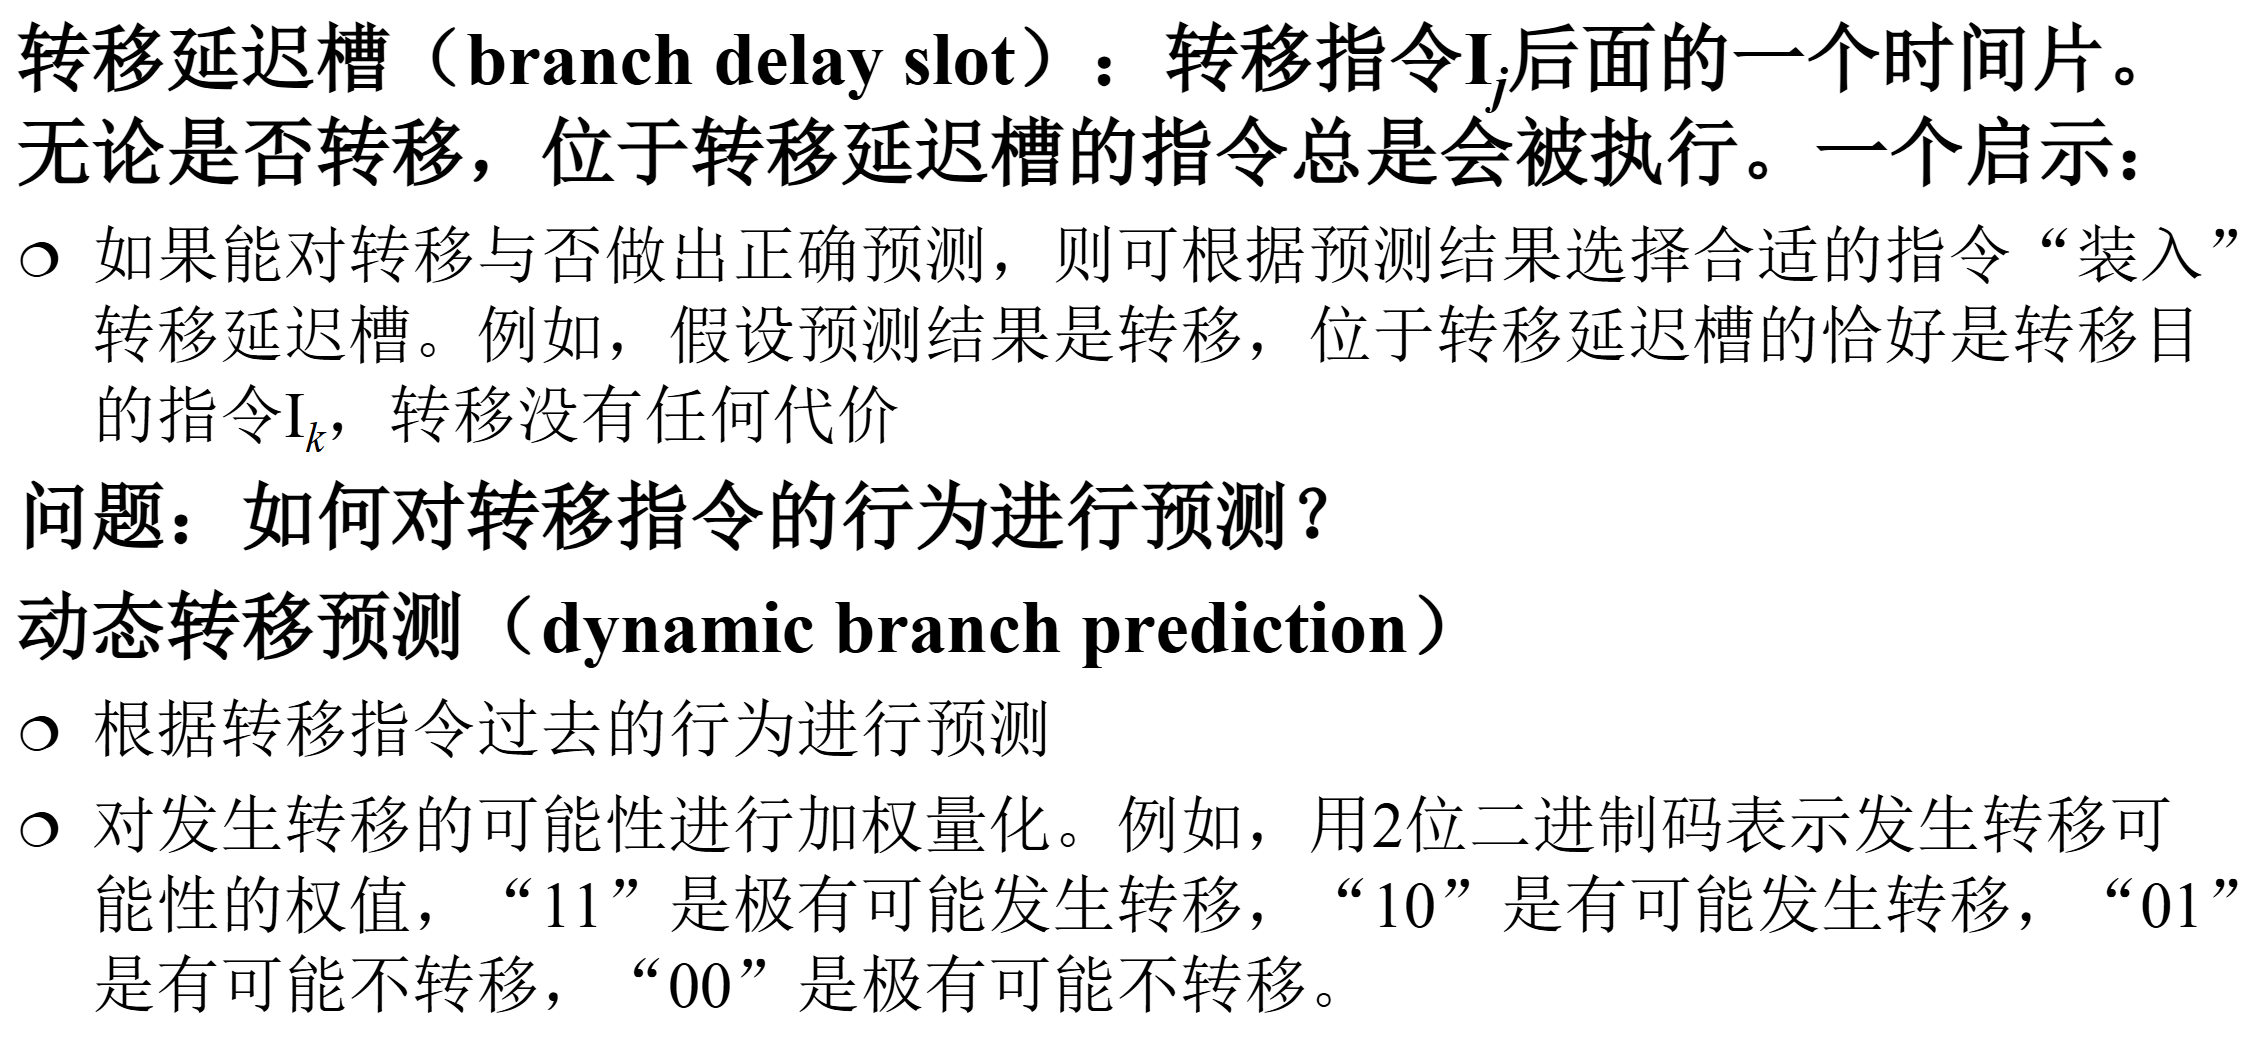 转移延迟槽（branch delay slot）：转移指令Ij后面的一个时间片。
无论是否转移，位于转移延迟槽的指令总是会被执行。一个启示：
❍ 如果能对转移与否做出正确预测，则可根据预测结果选择合适的指令“装入”
转移延迟槽。例如，假设预测结果是转移，位于转移延迟槽的恰好是转移目
的指令Ik，转移没有任何代价
问题：如何对转移指令的行为进行预测？
动态转移预测（dynamic branch prediction）
❍ 根据转移指令过去的行为进行预测
❍ 对发生转移的可能性进行加权量化。例如，用2位二进制码表示发生转移可
能性的权值，“11”是极有可能发生转移，“10”是有可能发生转移，“01”
是有可能不转移，“00”是极有可能不转移。